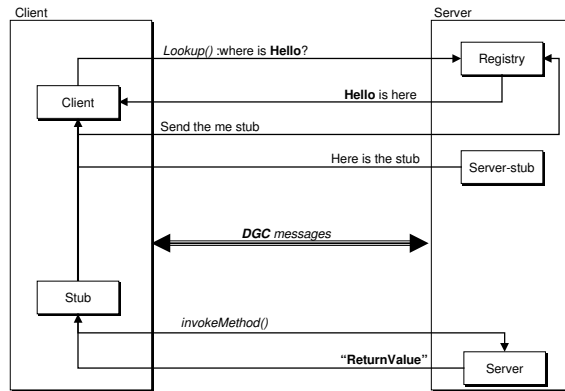 Client
Server
Lookup() :where is Hello?
Registry
Client
Hello is here
Send the me stub
Here is the stub
Server-stub
DGC messages
Stub
invokeMethod()
“ReturnValue”
Server